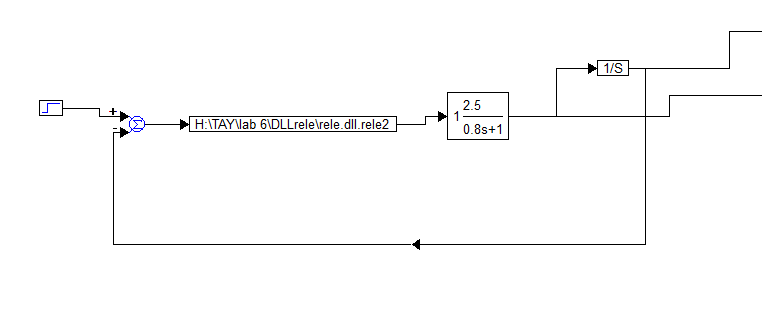 1/S
+
-
Σ
H:\TAY\lab 6\DLLrele\rele.dll.rele2
1
2.5
0.8s+1